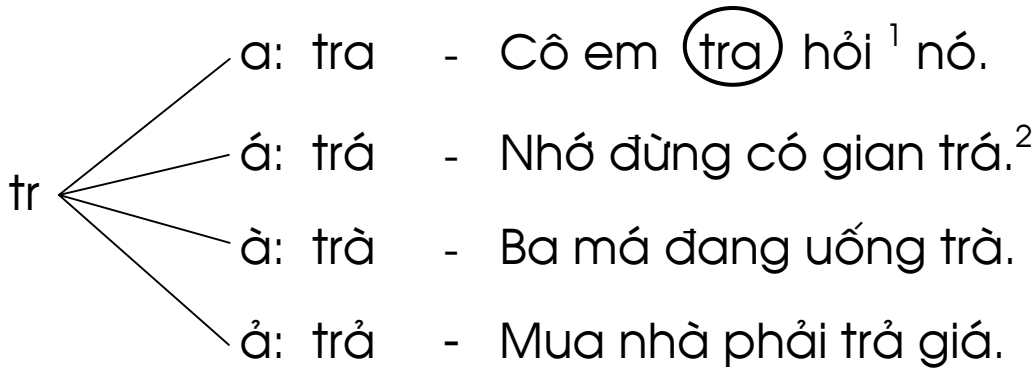 a: tra - Cô em tra hỏi ¹ nó.
á: trá - Nhớ đừng có gian trá.²
tr
à: trà - Ba má đang uống trà.
ả: trả - Mua nhà phải trả giá.